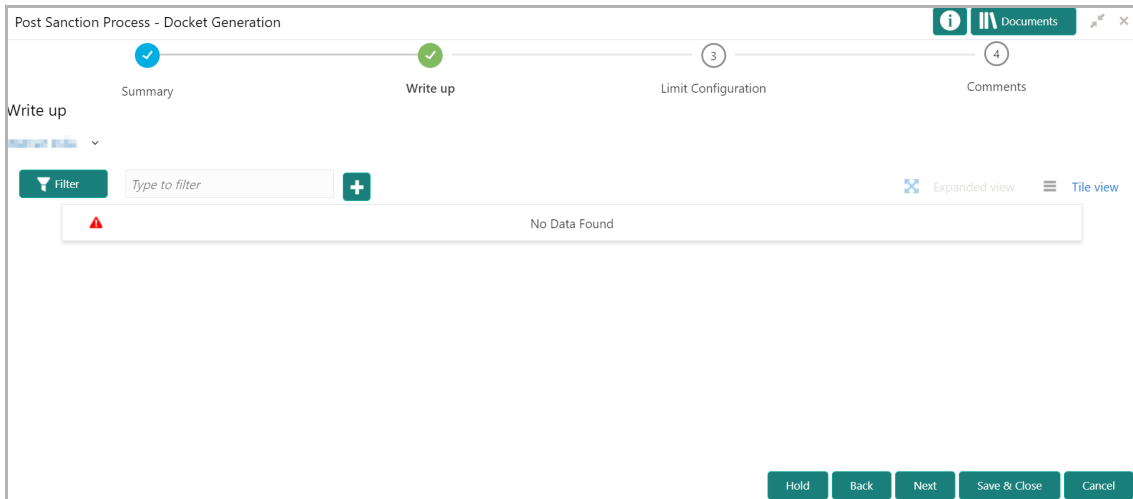 Post Sanction Process - Docket Generation
Documents
3
4
Summary
Write up
Limit Configuration
Comments
Write up
Filter
Type to filter
Expanded view
Tile view
No Data Found
Hold
Back
Next
Save & Close
Cancel